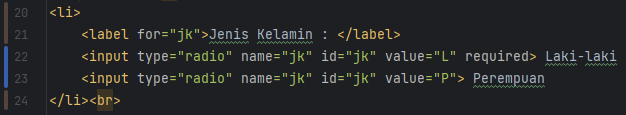 20 <li>
21 <label for="jk">Jenis Kelamin : </label>
22 <input type="radio" name="jk" id="jk" value="L" required> Laki-laki
23 <input type="radio" name="jk" id="jk" value="P"> Perempuan
24 </li><br>